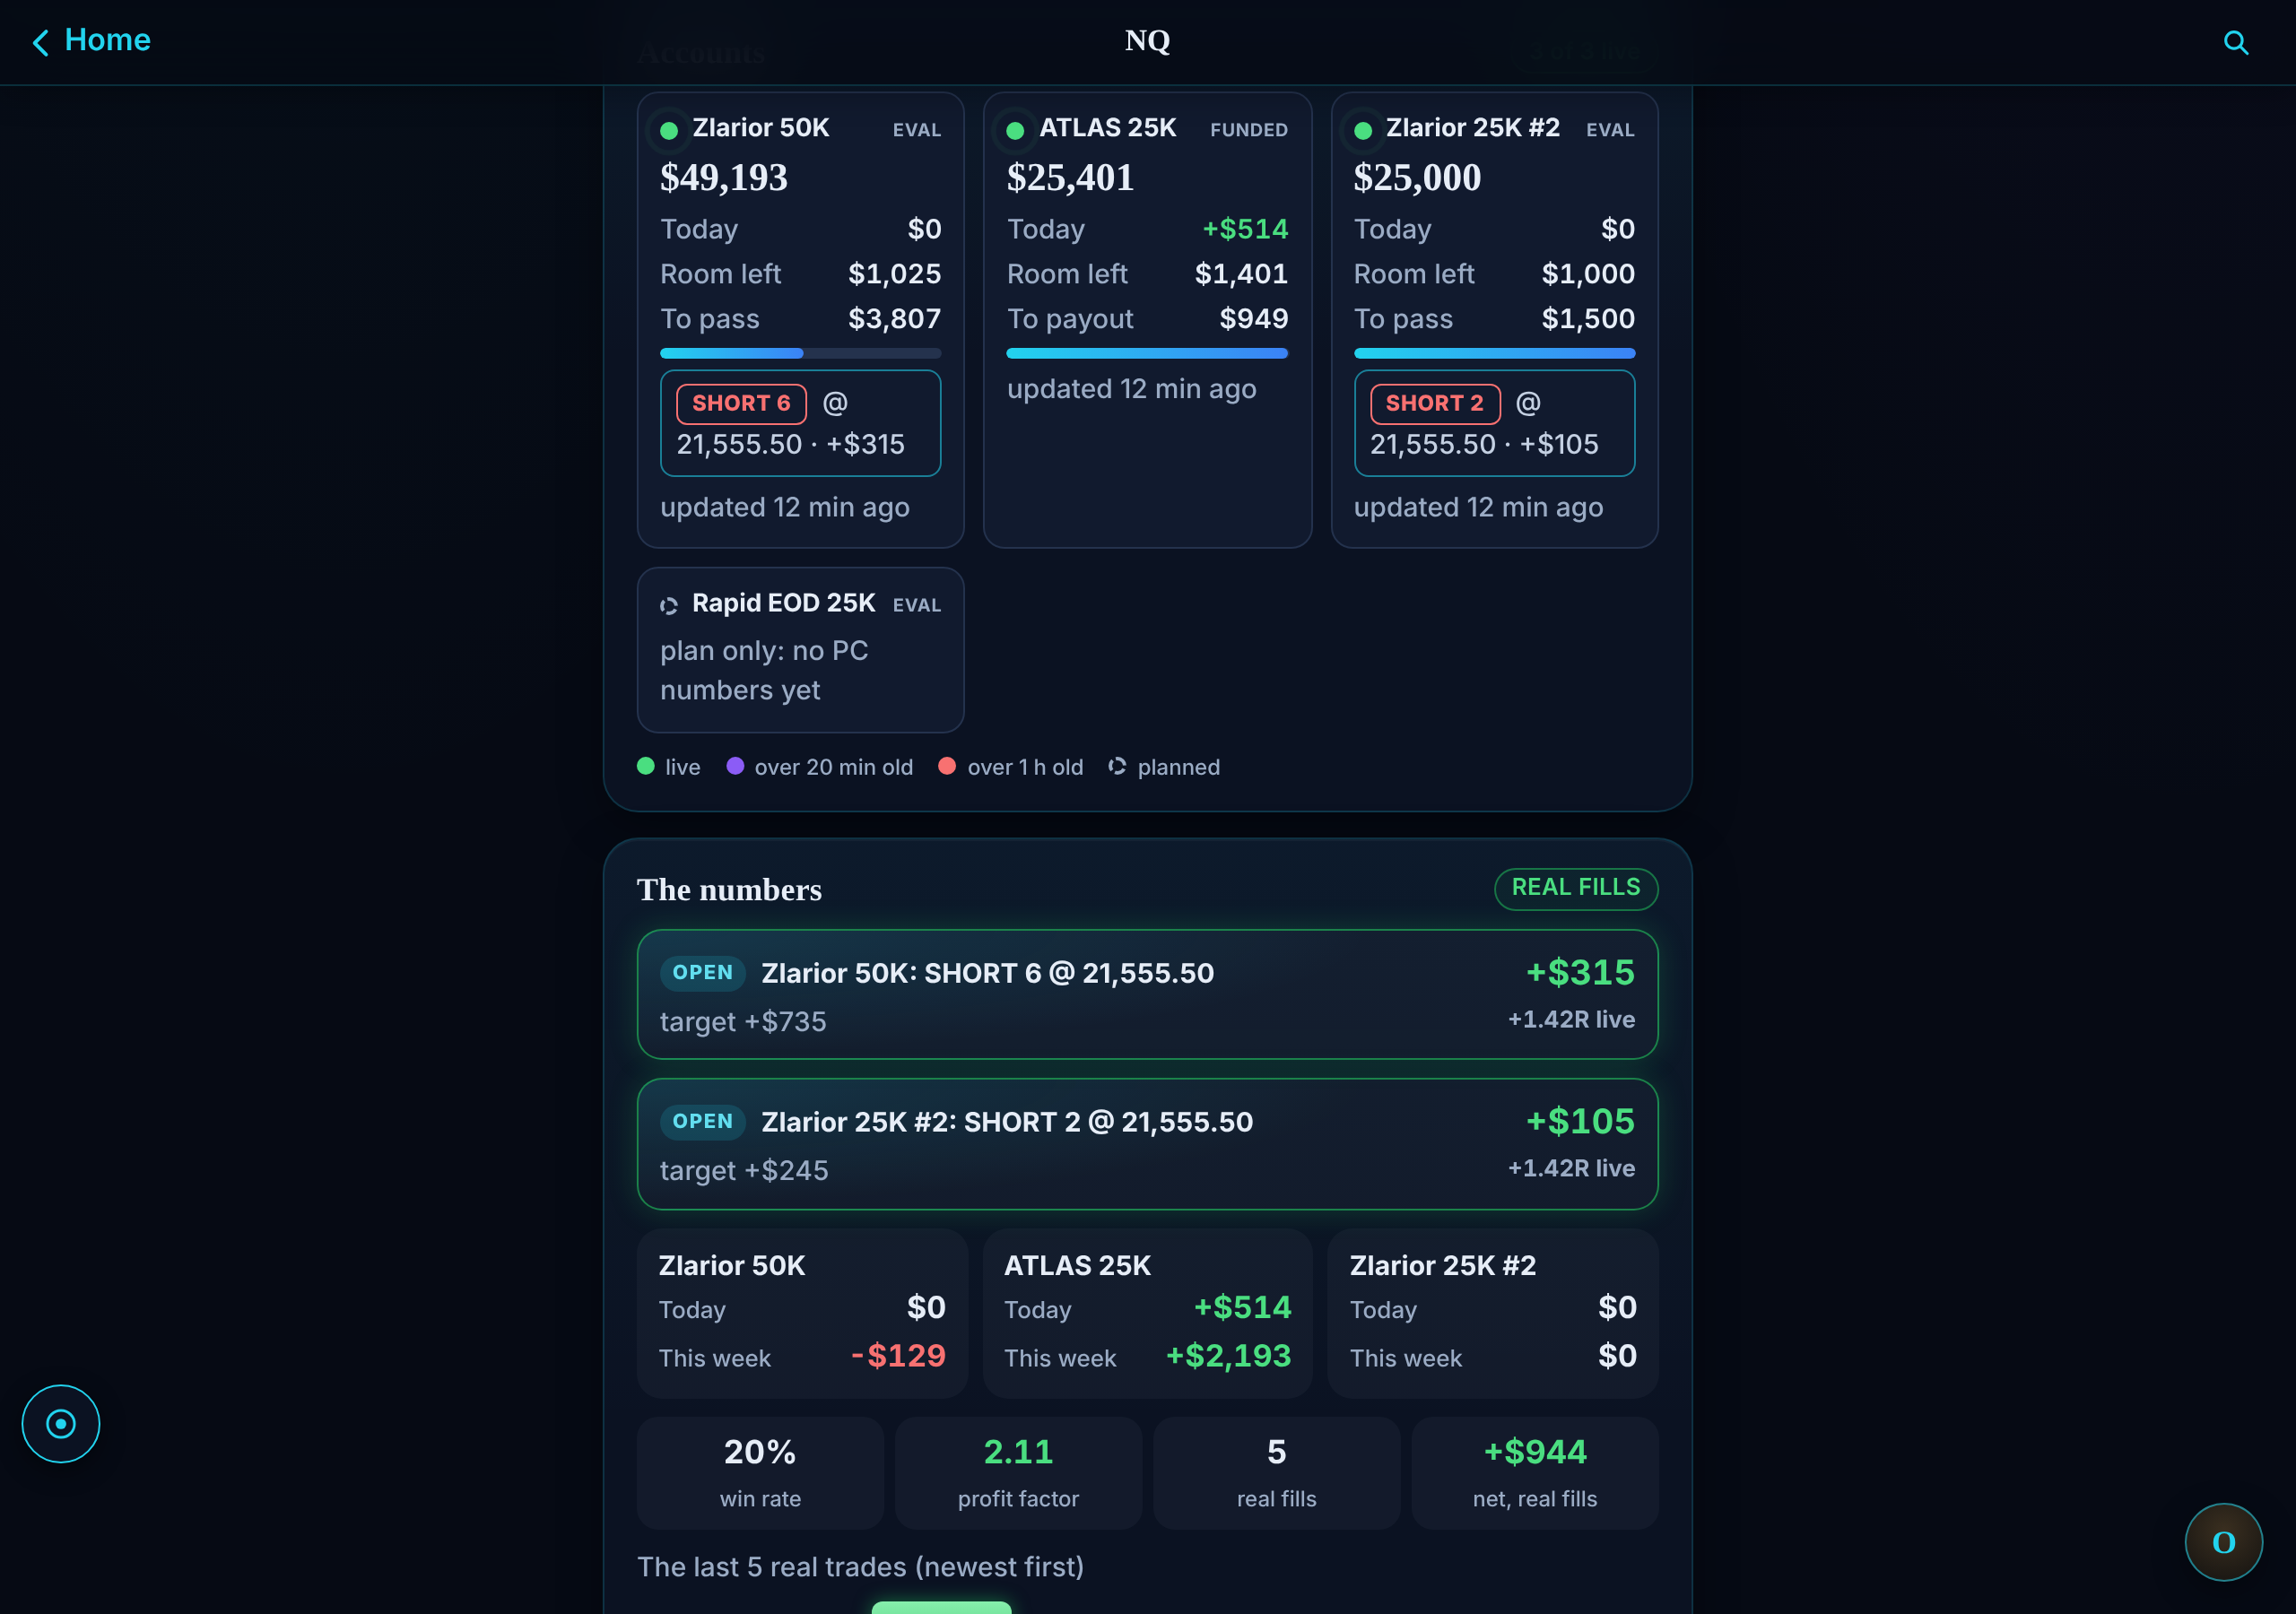 Home
NQ
Accounts
3 of 3 live
Zlarior 50K EVAL
$49,193
Today $0
Room left $1,025
To pass $3,807
SHORT 6 @
21,555.50 · +$315
updated 12 min ago
ATLAS 25K FUNDED
$25,401
Today +$514
Room left $1,401
To payout $949
updated 12 min ago
Zlarior 25K #2 EVAL
$25,000
Today $0
Room left $1,000
To pass $1,500
SHORT 2 @
21,555.50 · +$105
updated 12 min ago
Rapid EOD 25K EVAL
plan only: no PC
numbers yet
live over 20 min old over 1 h old planned
The numbers REAL FILLS
OPEN Zlarior 50K: SHORT 6 @ 21,555.50 +$315
target +$735 +1.42R live
OPEN Zlarior 25K #2: SHORT 2 @ 21,555.50 +$105
target +$245 +1.42R live
Zlarior 50K
Today $0
This week -$129
ATLAS 25K
Today +$514
This week +$2,193
Zlarior 25K #2
Today $0
This week $0
20%
win rate
2.11
profit factor
5
real fills
+$944
net, real fills
The last 5 real trades (newest first)
O